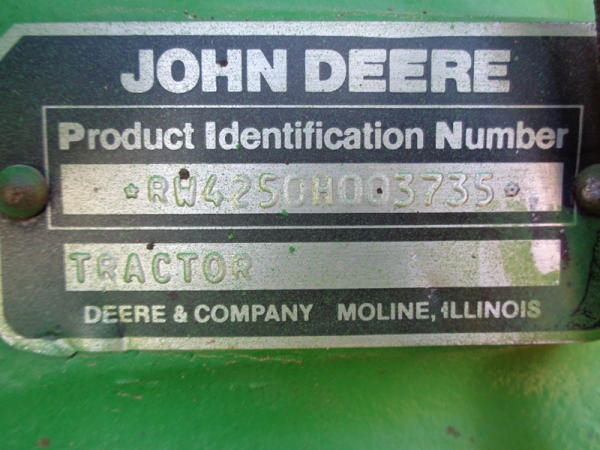 JOHN DEERE
Product Identification Number
*RW4250H003735*
TRACTOR
DEERE & COMPANY MOLINE, ILLINOIS